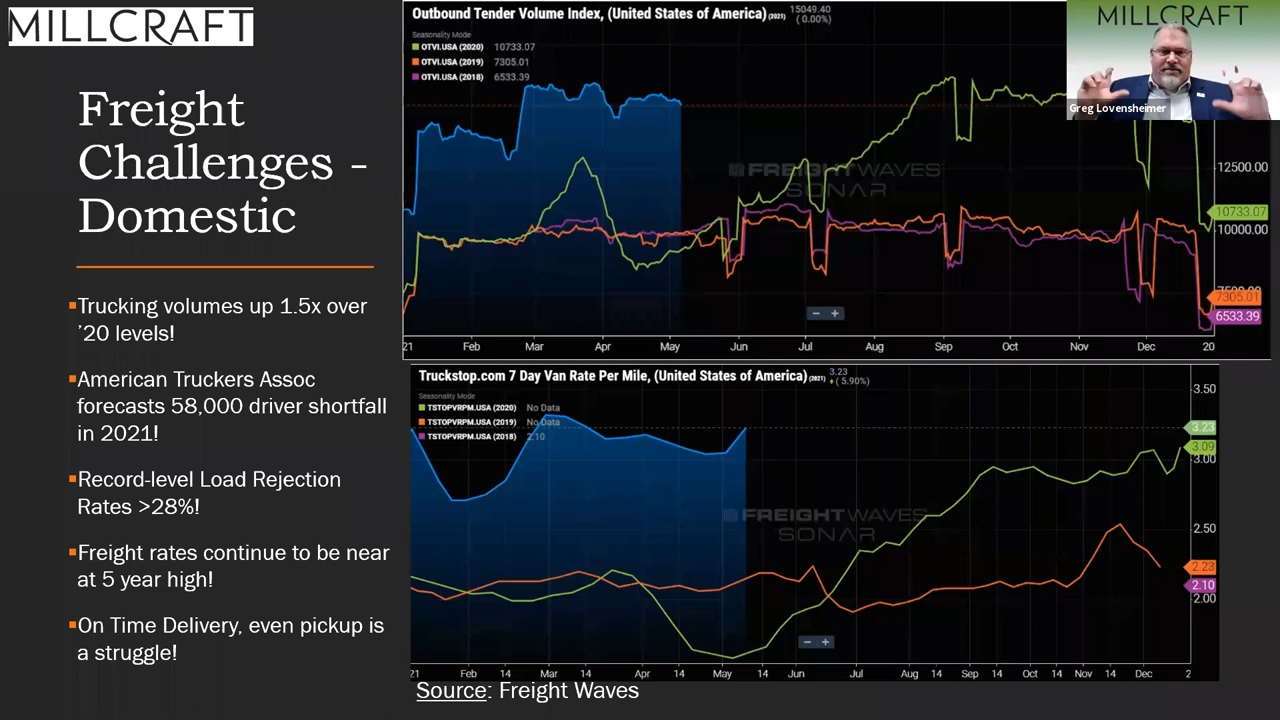 MILLCRAFT
Freight
Challenges -
Domestic
Trucking volumes up 1.5x over
’20 levels!
American Truckers Assoc
forecasts 58,000 driver shortfall
in 2021!
Record-level Load Rejection
Rates >28%!
Freight rates continue to be near
at 5 year high!
On Time Delivery, even pickup is
a struggle!
Outbound Tender Volume Index, (United States of America) (2021) 15049.40
( 0.00%)
Seasonality Mode
OTVI.USA (2020) 10733.07
OTVI.USA (2019) 7305.01
OTVI.USA (2018) 6533.39
FREIGHTWAVES
SONAR
12500.00
10733.07
10000.00
7305.01
6533.39
− +
21 Feb Mar Apr May Jun Jul Aug Sep Oct Nov Dec 20
MILLCRAFT
Greg Lovensheimer
Truckstop.com 7 Day Van Rate Per Mile, (United States of America) (2021) 3.23
( 5.90%)
Seasonality Mode
TSTOPVRPM.USA (2020) No Data
TSTOPVRPM.USA (2019) No Data
TSTOPVRPM.USA (2018) 2.10
FREIGHTWAVES
SONAR
3.50
3.23
3.09
3.00
2.50
2.23
2.10
2.00
− +
21 Feb 14 Mar 14 Apr 14 May 14 Jun Jul Aug 14 Sep 14 Oct 14 Nov 14 Dec 2
Source: Freight Waves